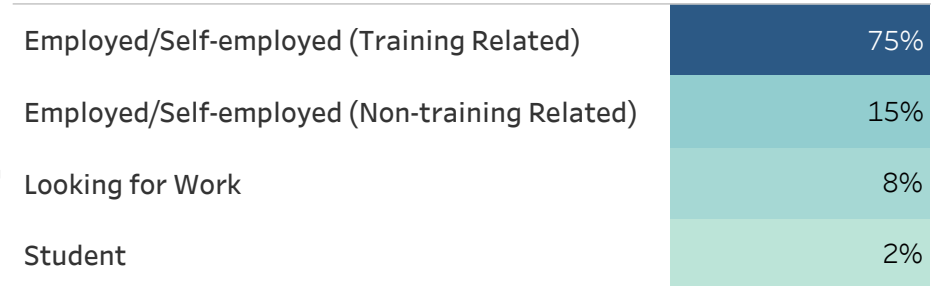 Employed/Self-employed (Training Related) 75%
Employed/Self-employed (Non-training Related) 15%
Looking for Work 8%
Student 2%